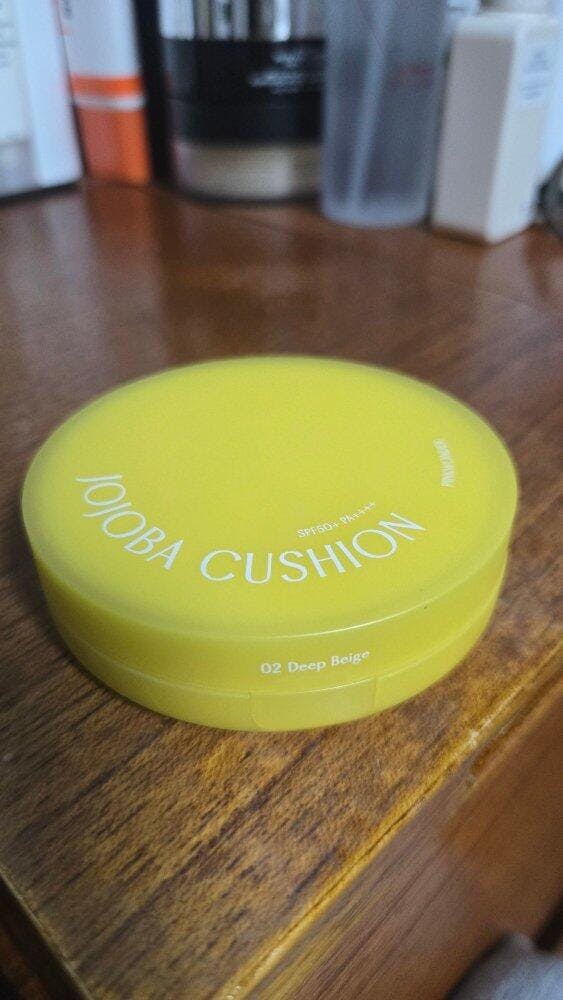 JOJOBA CUSHION
SPF50+ PA++++
02 Deep Beige